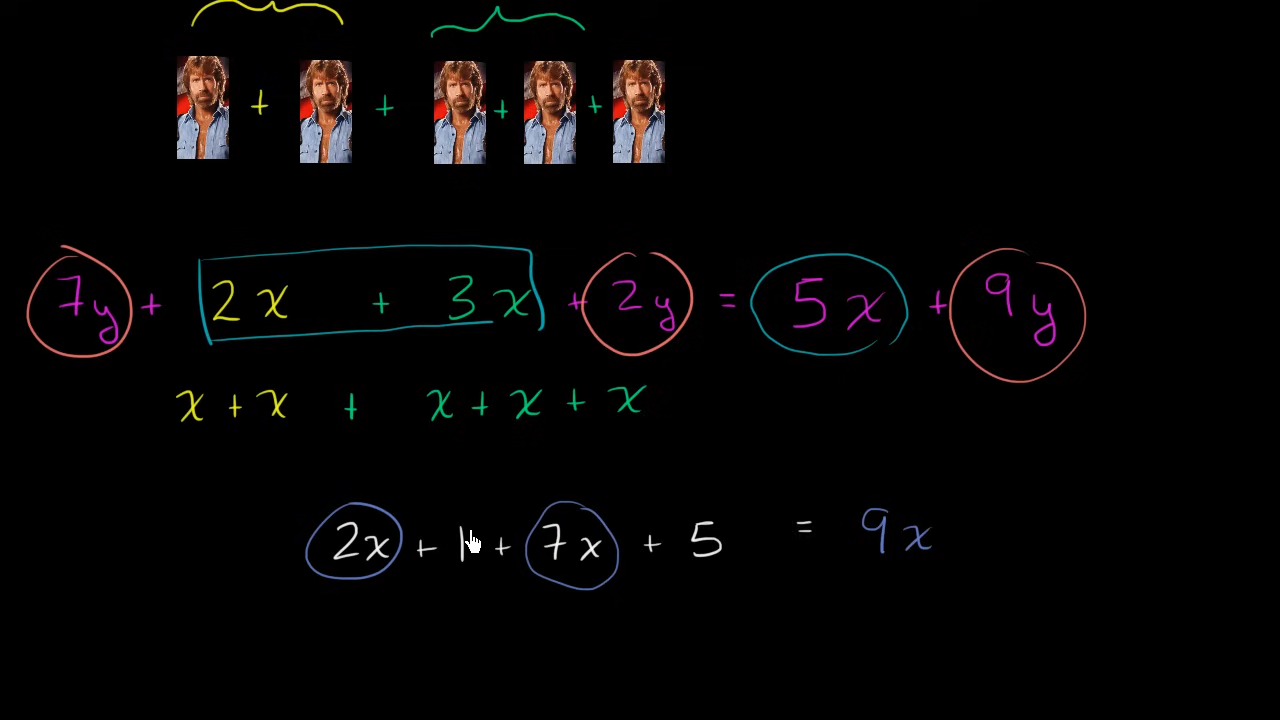 + + + +
7y + 2x + 3x + 2y = 5x + 9y
x + x + x + x + x
2x + 1 + 7x + 5 = 9x